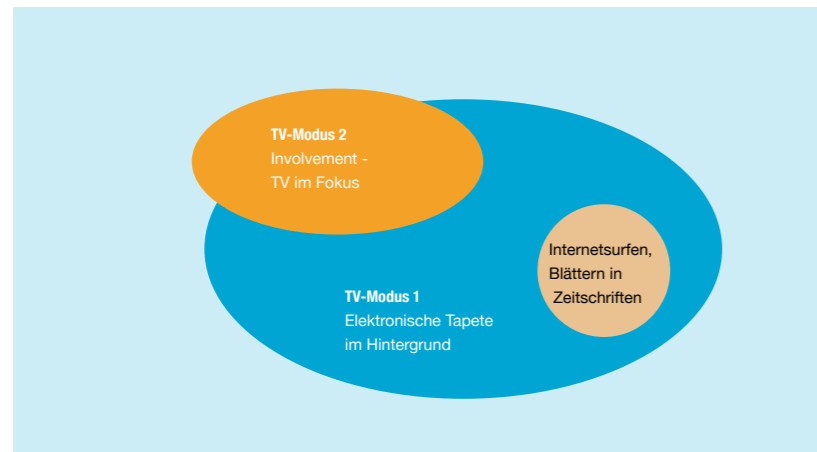 TV-Modus 2
Involvement -
TV im Fokus
Internetsurfen,
Blättern in
Zeitschriften
TV-Modus 1
Elektronische Tapete
im Hintergrund